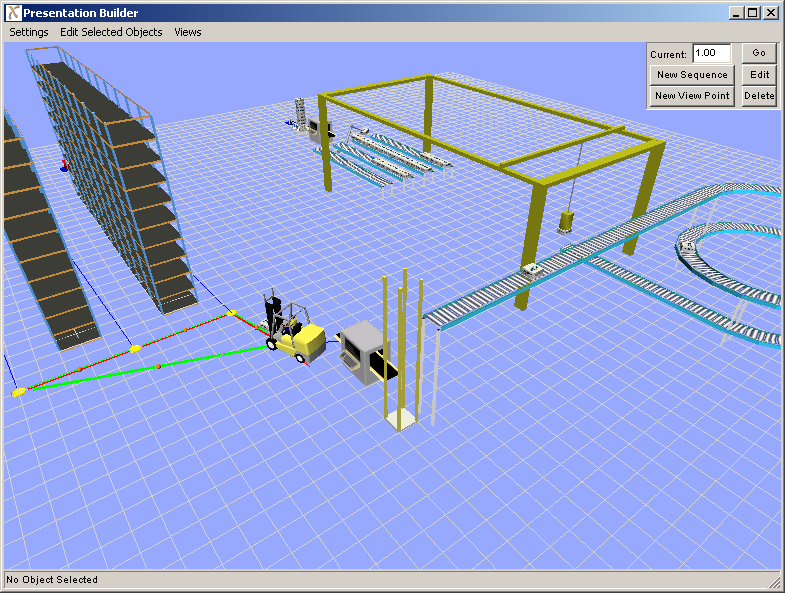 Presentation Builder
Settings Edit Selected Objects Views
Current: 1.00 Go
New Sequence Edit
New View Point Delete
No Object Selected